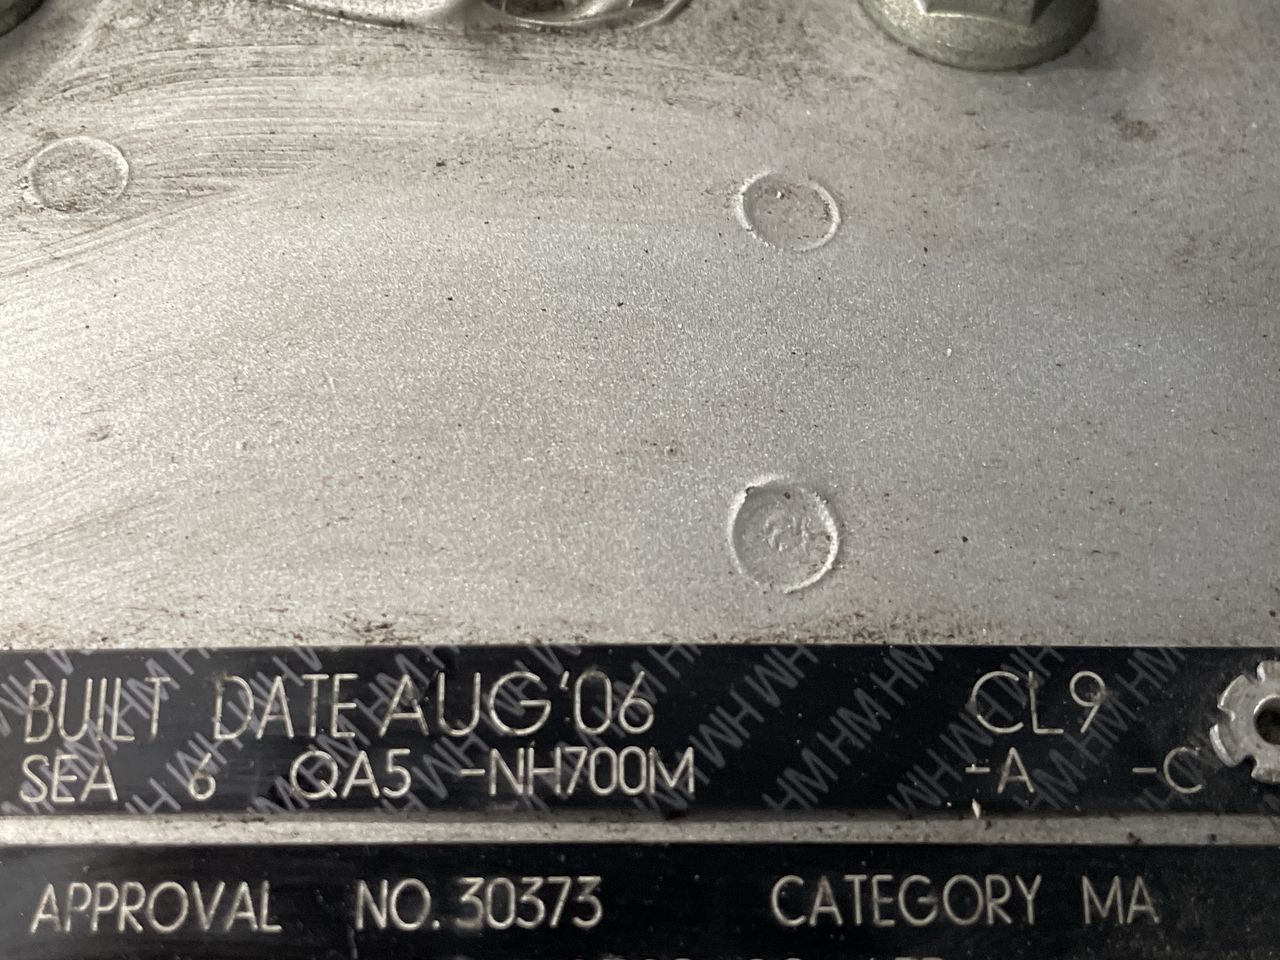 BUILT DATE AUG '06 CL9
SEA 6 QA5 -NH700M -A -C
APPROVAL NO. 30373 CATEGORY MA